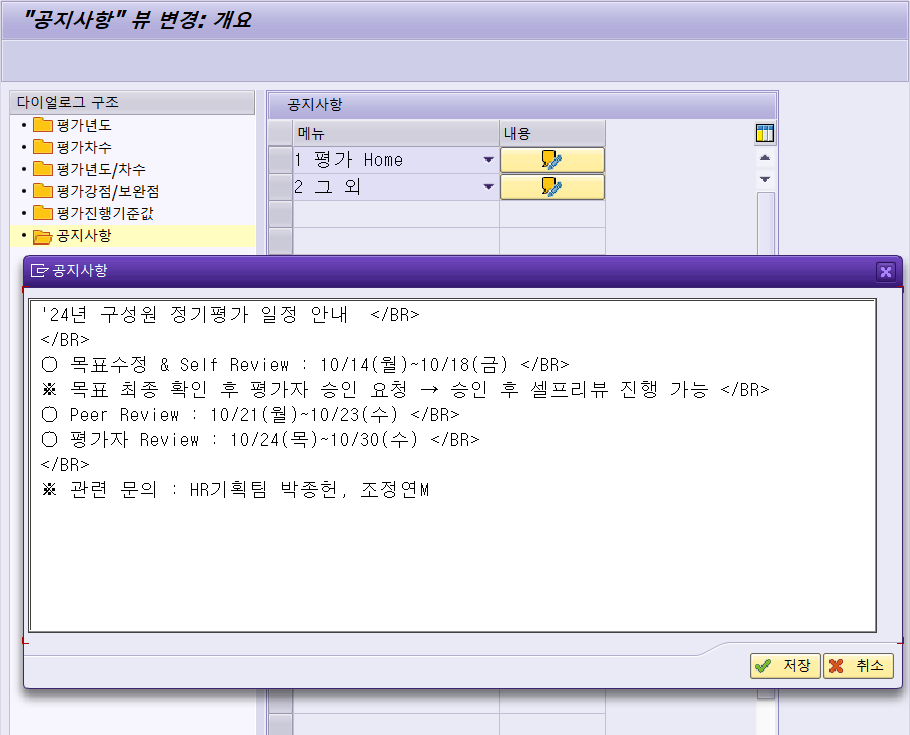 "공지사항" 뷰 변경: 개요
다이얼로그 구조
• 평가년도
• 평가차수
• 평가년도/차수
• 평가강점/보완점
• 평가진행기준값
• 공지사항
공지사항
메뉴 내용
1 평가 Home
2 그 외
공지사항
'24년 구성원 정기평가 일정 안내  </BR>
</BR>
○ 목표수정 & Self Review : 10/14(월)~10/18(금) </BR>
※ 목표 최종 확인 후 평가자 승인 요청 → 승인 후 셀프리뷰 진행 가능 </BR>
○ Peer Review : 10/21(월)~10/23(수) </BR>
○ 평가자 Review : 10/24(목)~10/30(수) </BR>
</BR>
※ 관련 문의 : HR기획팀 박종헌, 조정연M
저장 취소